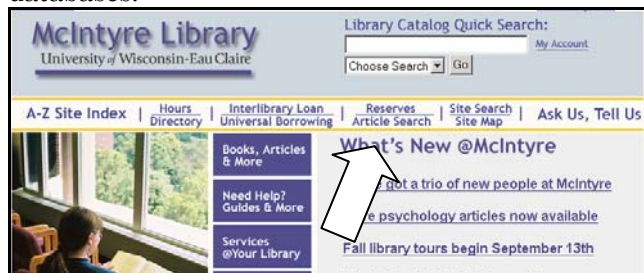 McIntyre Library
University of Wisconsin-Eau Claire
Library Catalog Quick Search:
My Account
Choose Search Go
A-Z Site Index | Hours Directory | Interlibrary Loan Universal Borrowing | Reserves Article Search | Site Search Site Map | Ask Us, Tell Us
Books, Articles
& More
Need Help?
Guides & More
Services
@Your Library
What's New @McIntyre
got a trio of new people at McIntyre
psychology articles now available
Fall library tours begin September 13th